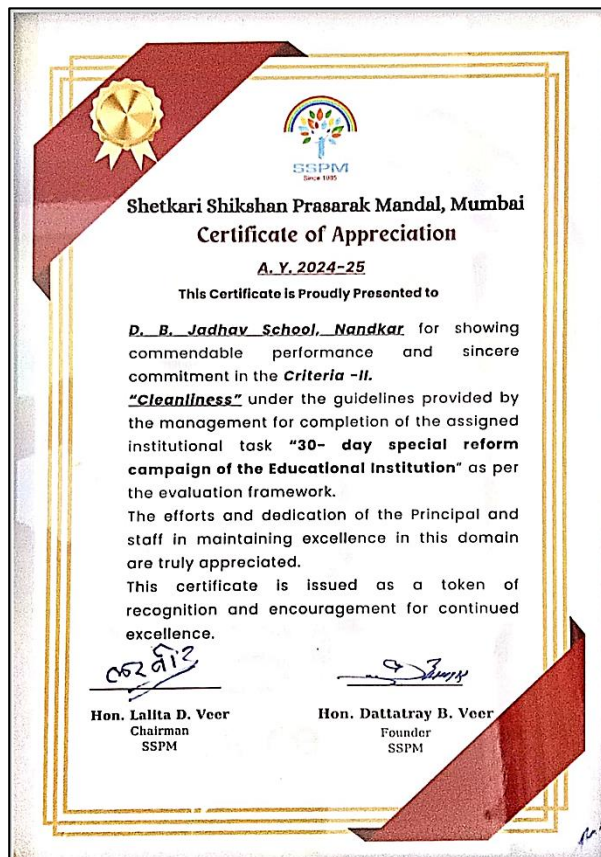 SSPM
Since 1985
Shetkari Shikshan Prasarak Mandal, Mumbai
Certificate of Appreciation
A. Y. 2024-25
This Certificate is Proudly Presented to
D. B. Jadhav School, Nandkar for showing
commendable performance and sincere
commitment in the Criteria -II.
"Cleanliness" under the guidelines provided by
the management for completion of the assigned
institutional task "30- day special reform
campaign of the Educational Institution" as per
the evaluation framework.
The efforts and dedication of the Principal and
staff in maintaining excellence in this domain
are truly appreciated.
This certificate is issued as a token of
recognition and encouragement for continued
excellence.
Hon. Lalita D. Veer
Chairman
SSPM
Hon. Dattatray B. Veer
Founder
SSPM